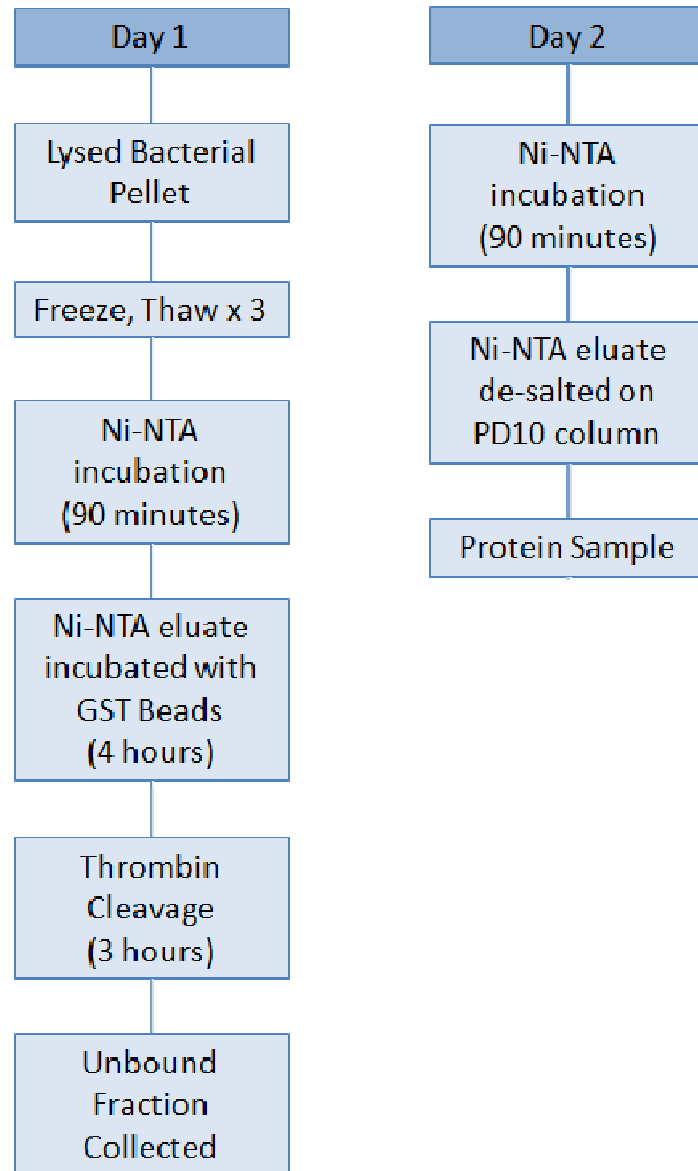 Day 1
Lysed Bacterial
Pellet
Freeze, Thaw x 3
Ni-NTA
incubation
(90 minutes)
Ni-NTA eluate
incubated with
GST Beads
(4 hours)
Thrombin
Cleavage
(3 hours)
Unbound
Fraction
Collected
Day 2
Ni-NTA
incubation
(90 minutes)
Ni-NTA eluate
de-salted on
PD10 column
Protein Sample